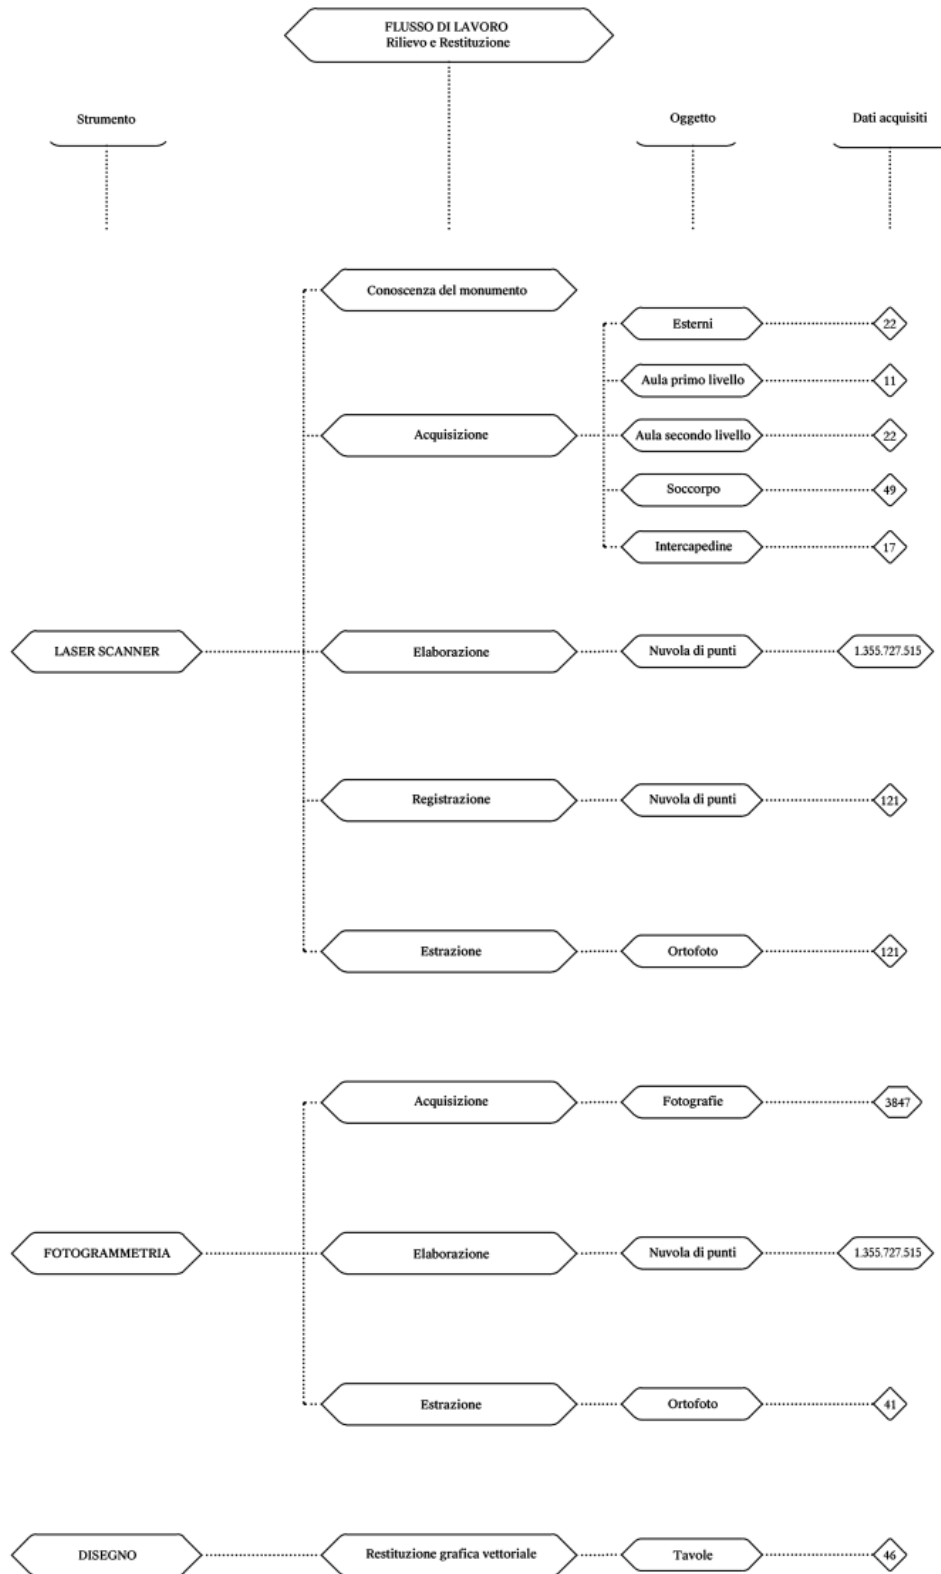 FLUSSO DI LAVORO
Rilievo e Restituzione
Strumento
Oggetto
Dati acquisiti
Conoscenza del monumento
Esterni
22
Aula primo livello
11
Acquisizione
Aula secondo livello
22
Soccorpo
49
Intercapedine
17
LASER SCANNER
Elaborazione
Nuvola di punti
1.355.727.515
Registrazione
Nuvola di punti
121
Estrazione
Ortofoto
121
Acquisizione
Fotografie
3847
FOTOGRAMMETRIA
Elaborazione
Nuvola di punti
1.355.727.515
Estrazione
Ortofoto
41
DISEGNO
Restituzione grafica vettoriale
Tavole
46